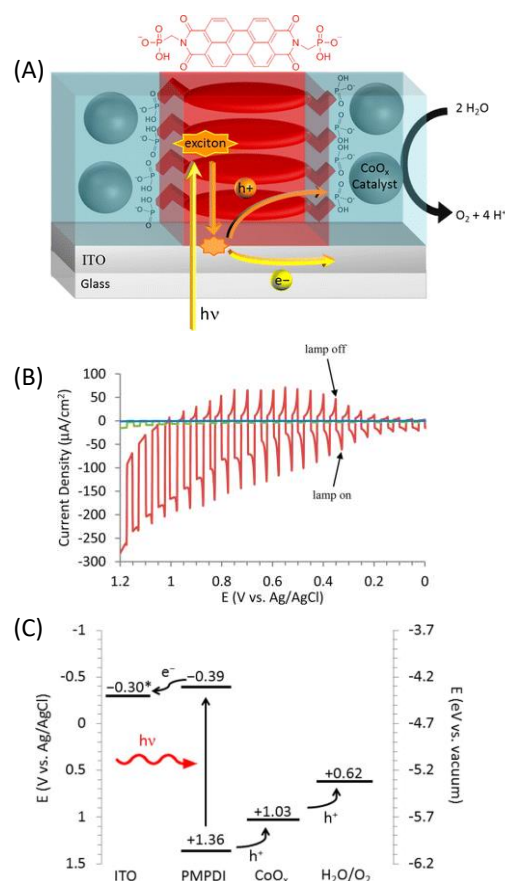 (A)
O
P
OH
O⁻
⁻O
N
exciton
h+
e−
hν
CoOₓ
Catalyst
ITO
Glass
2 H₂O
O₂ + 4 H⁺
(B)
Current Density (µA/cm²)
100
50
0
-50
-100
-150
-200
-250
-300
lamp off
lamp on
1.2 1 0.8 0.6 0.4 0.2 0
E (V vs. Ag/AgCl)
(C)
E (V vs. Ag/AgCl)
-1
-0.5
0
0.5
1
1.5
−0.30*
e⁻
−0.39
hν
+1.36
h⁺
+1.03
h⁺
+0.62
-3.7
-4.2
-4.7
-5.2
-5.7
-6.2
E (eV vs. vacuum)
ITO PMPDI CoOₓ H₂O/O₂